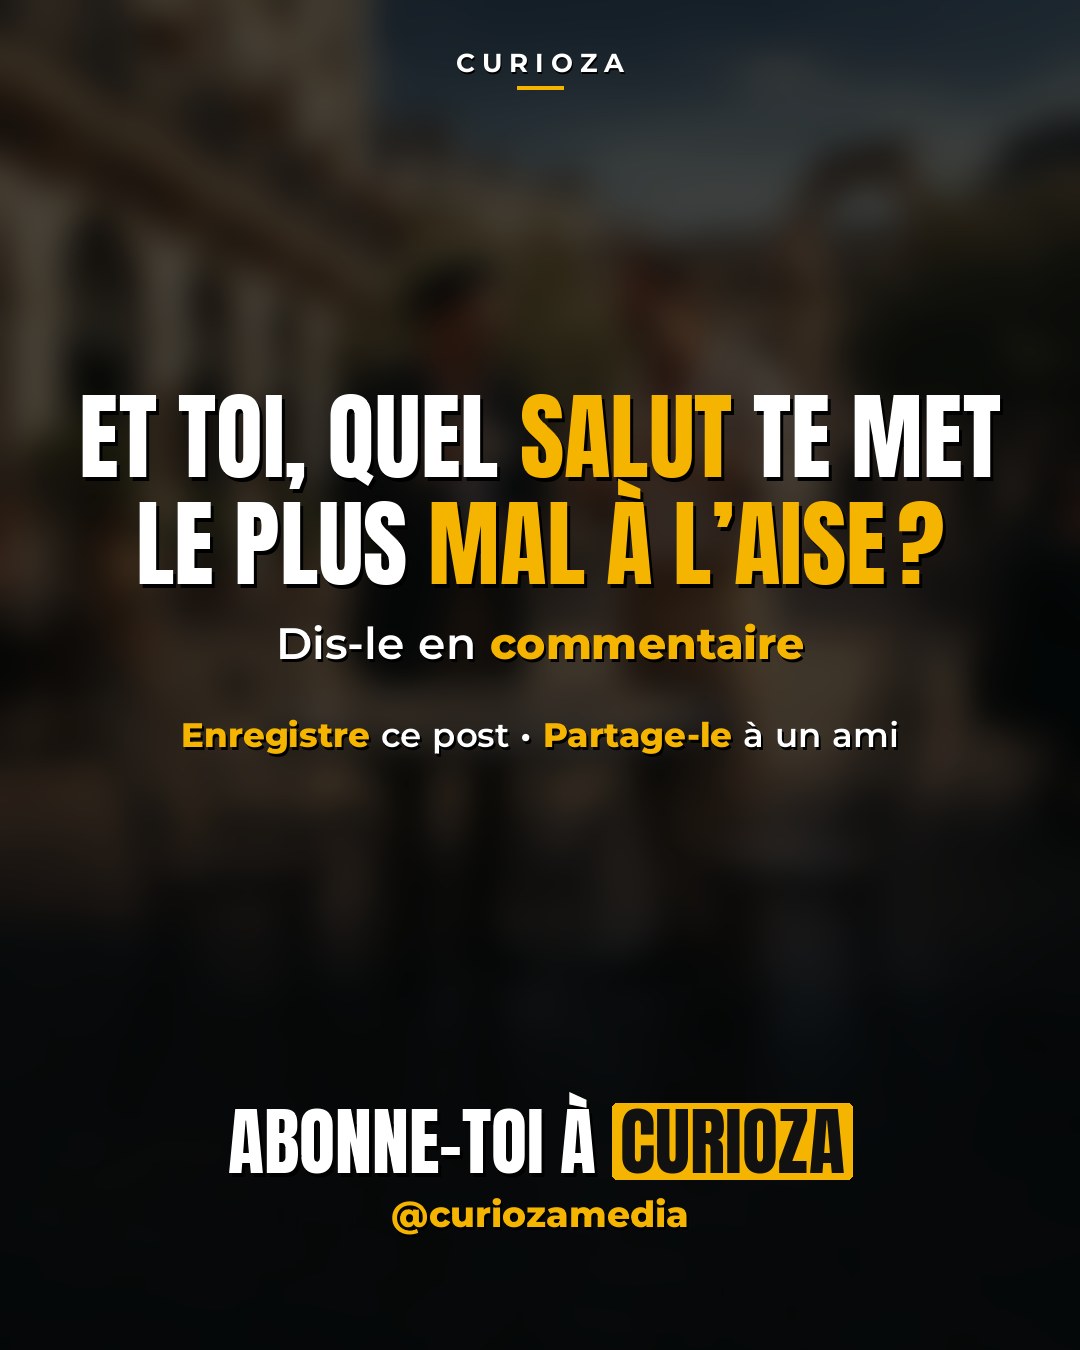 CURIOZA
ET TOI, QUEL SALUT TE MET
LE PLUS MAL À L’AISE ?
Dis-le en commentaire
Enregistre ce post • Partage-le à un ami
ABONNE-TOI À CURIOZA
@curiozamedia